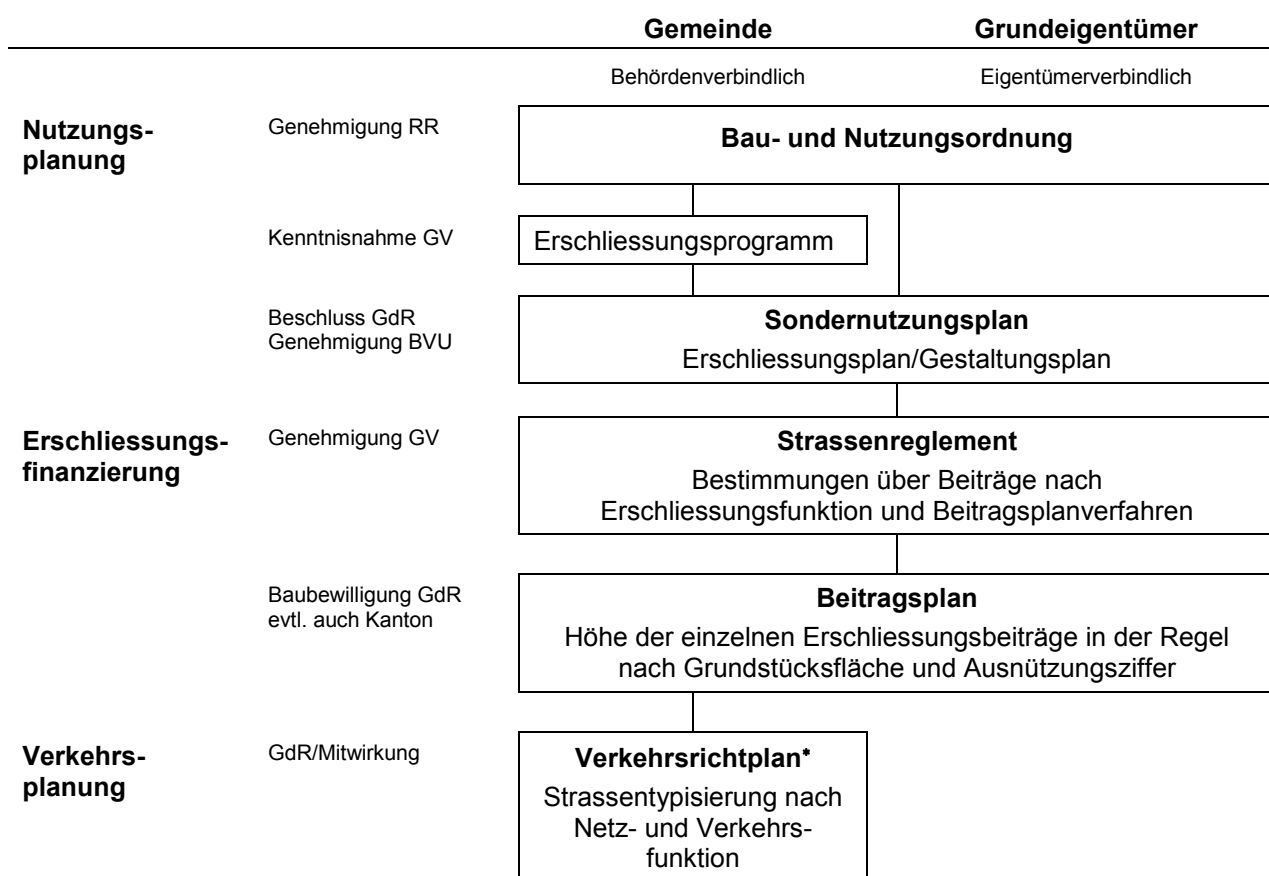 Gemeinde Grundeigentümer
Behördenverbindlich Eigentümerverbindlich
Nutzungs-
planung
Genehmigung RR
Bau- und Nutzungsordnung
Kenntnisnahme GV
Erschliessungsprogramm
Beschluss GdR
Genehmigung BVU
Sondernutzungsplan
Erschliessungsplan/Gestaltungsplan
Erschliessungs-
finanzierung
Genehmigung GV
Strassenreglement
Bestimmungen über Beiträge nach
Erschliessungsfunktion und Beitragsplanverfahren
Baubewilligung GdR
evtl. auch Kanton
Beitragsplan
Höhe der einzelnen Erschliessungsbeiträge in der Regel
nach Grundstücksfläche und Ausnützungsziffer
Verkehrs-
planung
GdR/Mitwirkung
Verkehrsrichtplan*
Strassentypisierung nach
Netz- und Verkehrs-
funktion